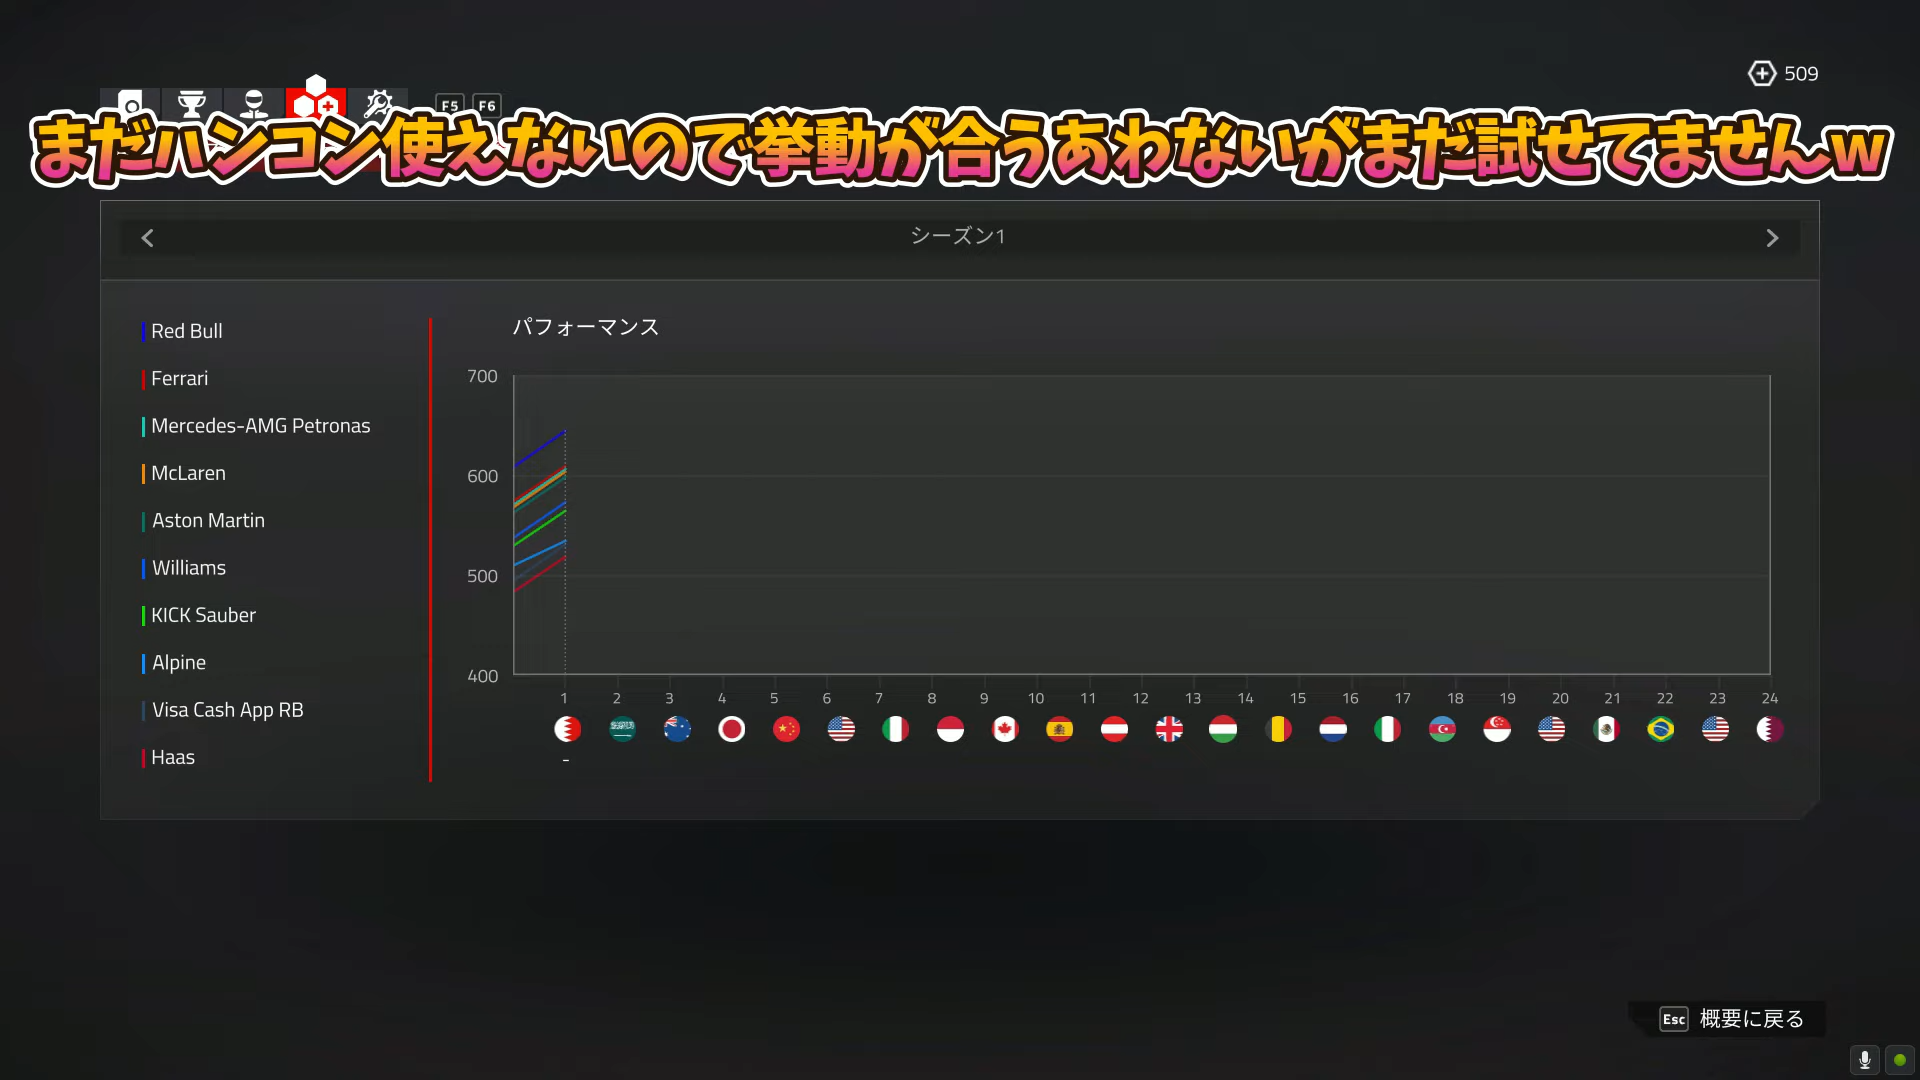 509
F5 F6
まだハンコン使えないので挙動が合うあわないがまだ試せてませんw
シーズン1
Red Bull
Ferrari
Mercedes-AMG Petronas
McLaren
Aston Martin
Williams
KICK Sauber
Alpine
Visa Cash App RB
Haas
パフォーマンス
700
600
500
400
1 2 3 4 5 6 7 8 9 10 11 12 13 14 15 16 17 18 19 20 21 22 23 24
-
Esc 概要に戻る